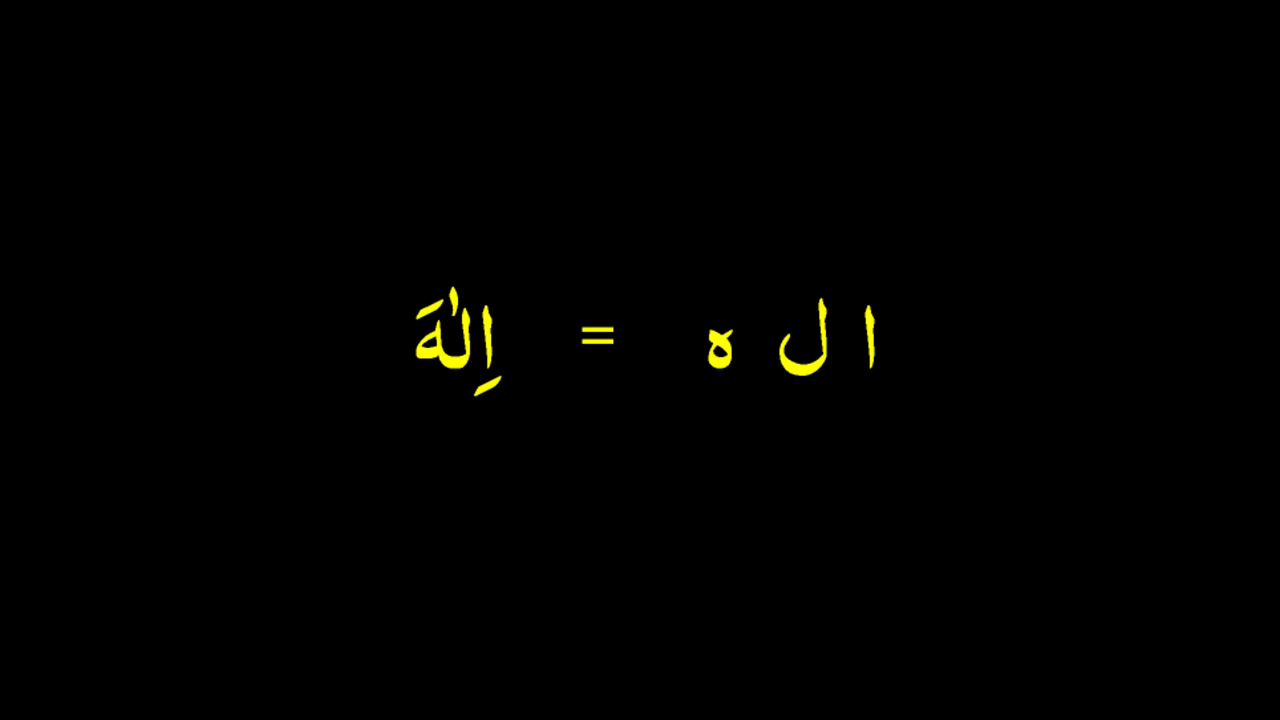 ا ل ه = اِلٰهَ